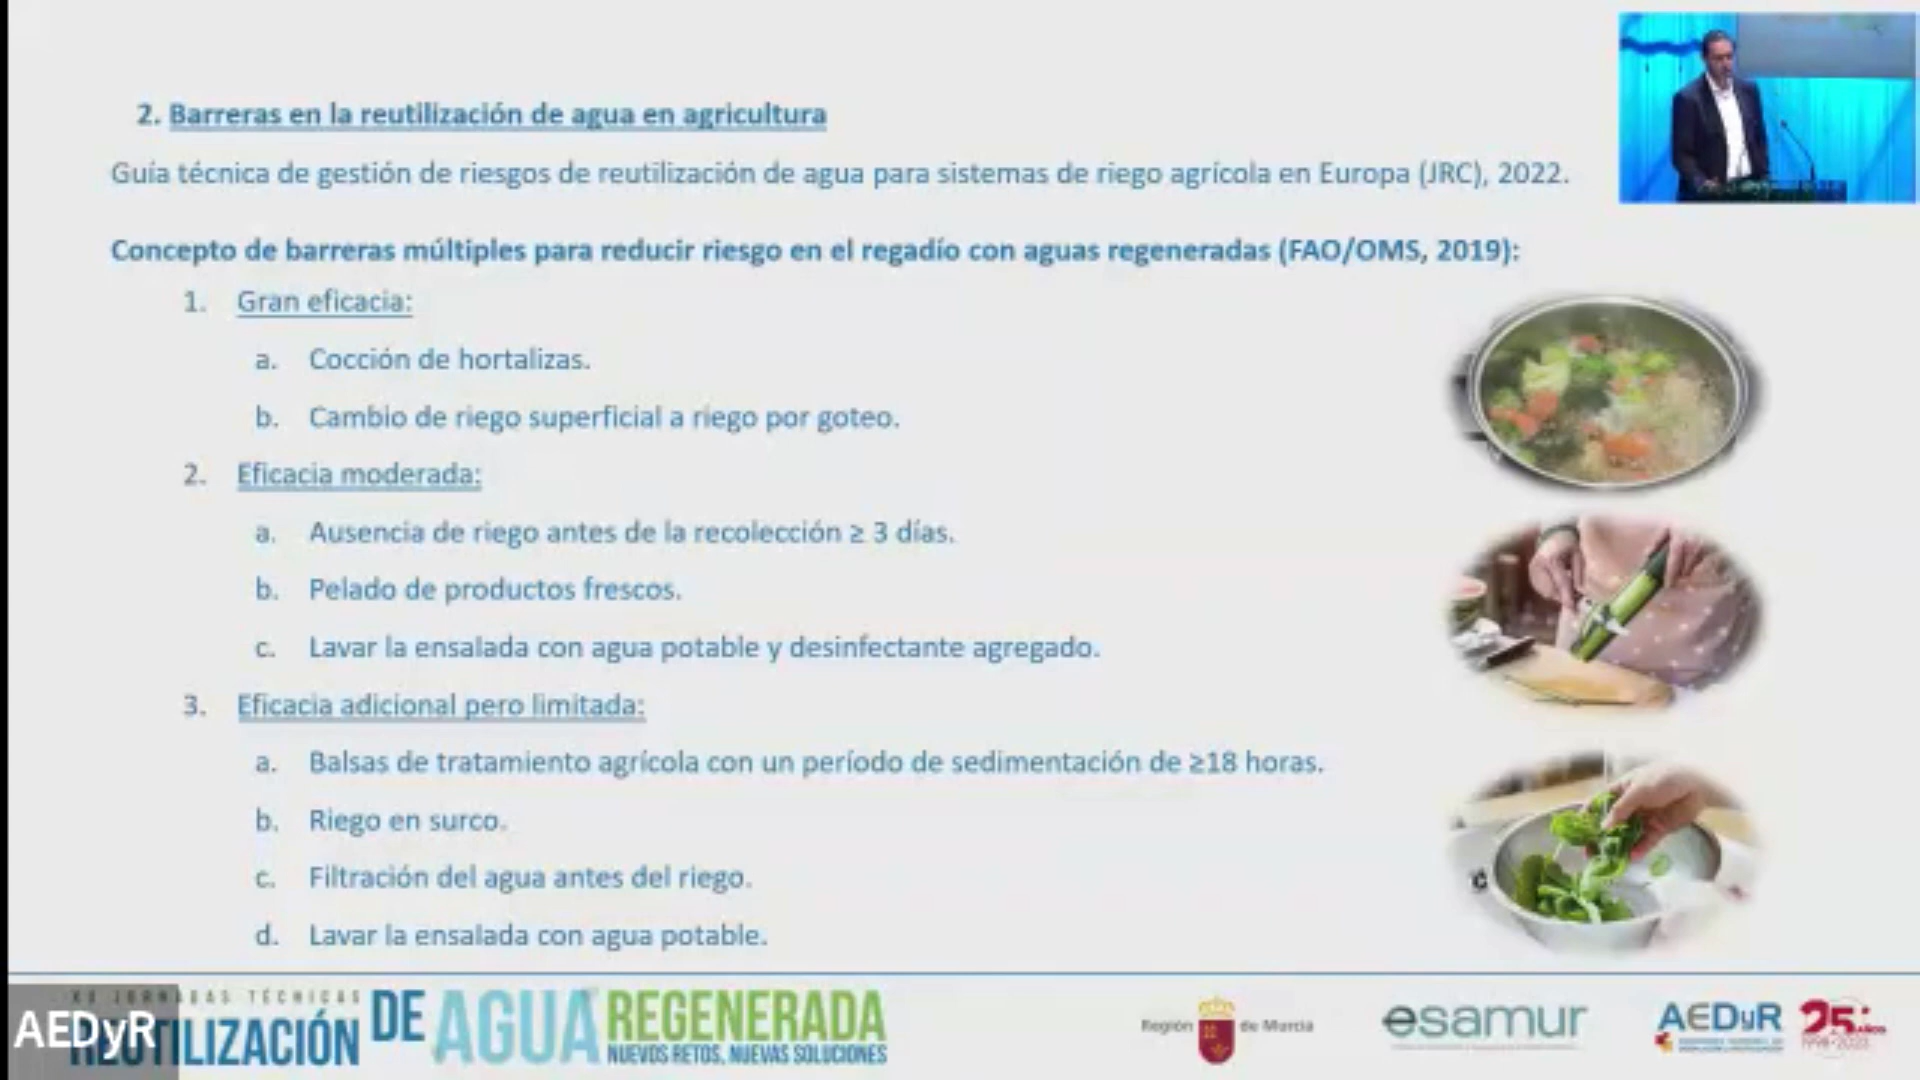 2. Barreras en la reutilización de agua en agricultura
Guía técnica de gestión de riesgos de reutilización de agua para sistemas de riego agrícola en Europa (JRC), 2022.
Concepto de barreras múltiples para reducir riesgo en el regadío con aguas regeneradas (FAO/OMS, 2019):
1. Gran eficacia:
a. Cocción de hortalizas.
b. Cambio de riego superficial a riego por goteo.
2. Eficacia moderada:
a. Ausencia de riego antes de la recolección ≥ 3 días.
b. Pelado de productos frescos.
c. Lavar la ensalada con agua potable y desinfectante agregado.
3. Eficacia adicional pero limitada:
a. Balsas de tratamiento agrícola con un período de sedimentación de ≥18 horas.
b. Riego en surco.
c. Filtración del agua antes del riego.
d. Lavar la ensalada con agua potable.
JORNADAS TÉCNICAS
REUTILIZACIÓN DE AGUA REGENERADA
NUEVOS RETOS, NUEVAS SOLUCIONES
AEDyR
Región de Murcia
esamur
AEDyR
25 AÑOS
1998-2023